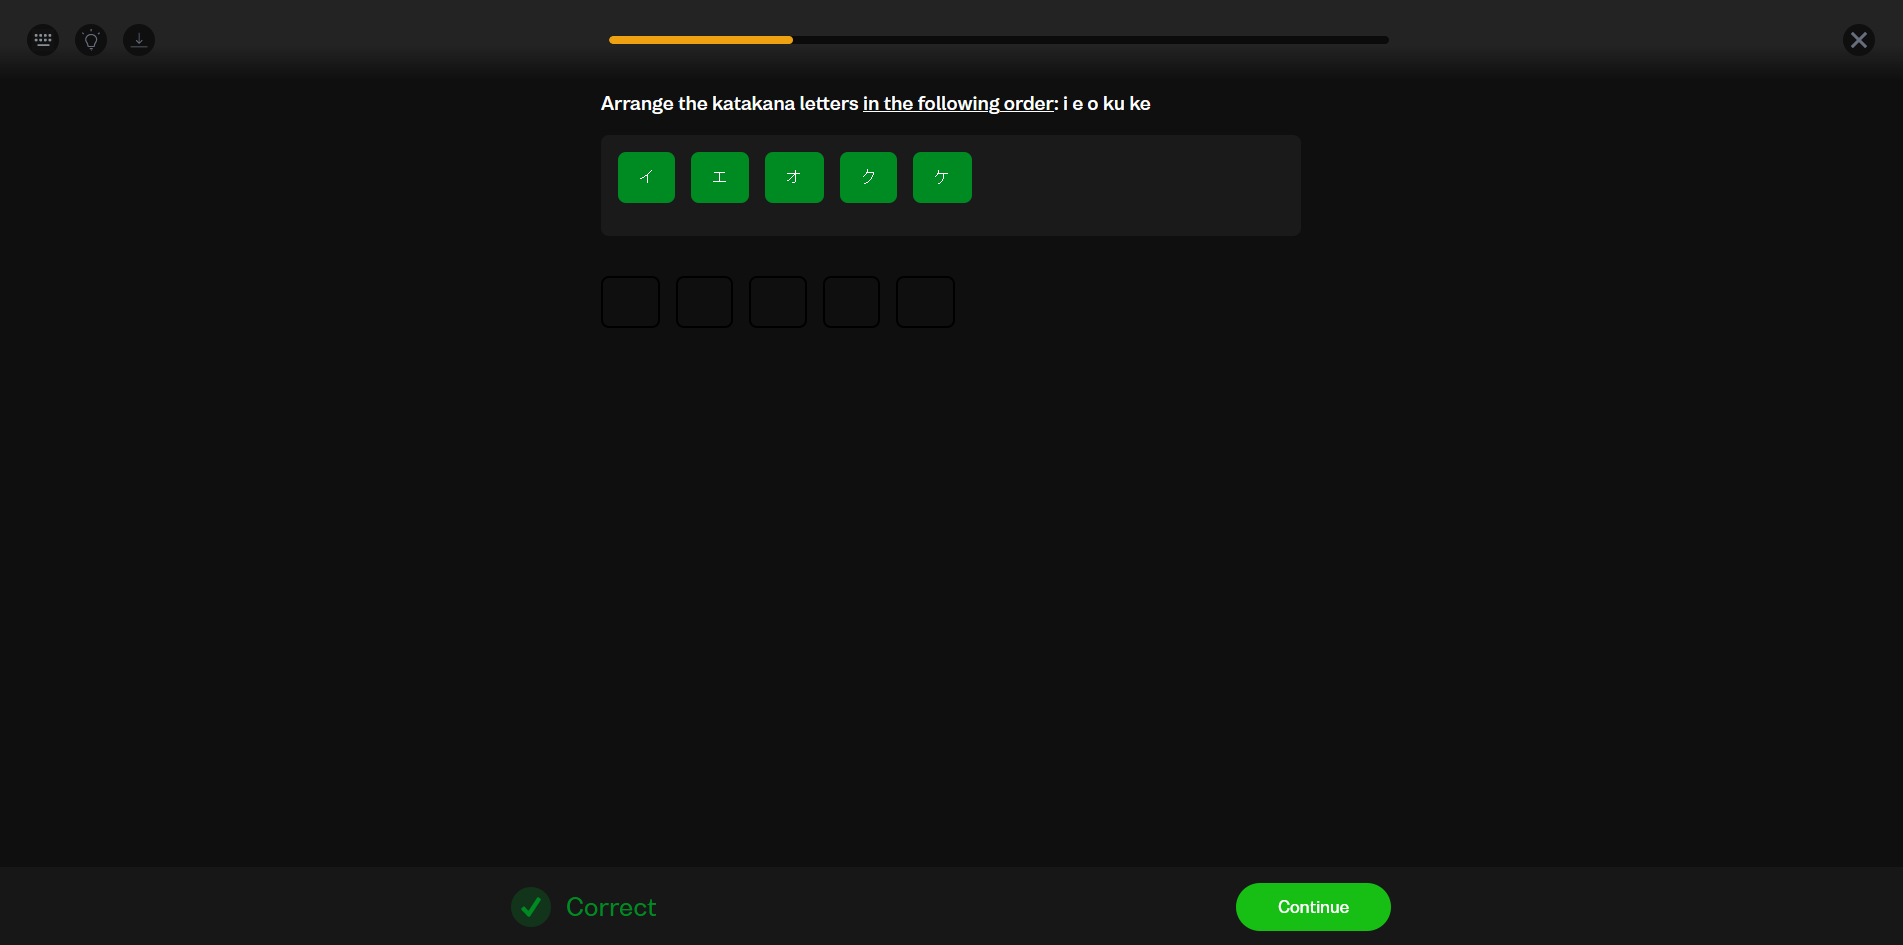 Arrange the katakana letters in the following order: i e o ku ke
イ エ オ ク ケ
Correct
Continue